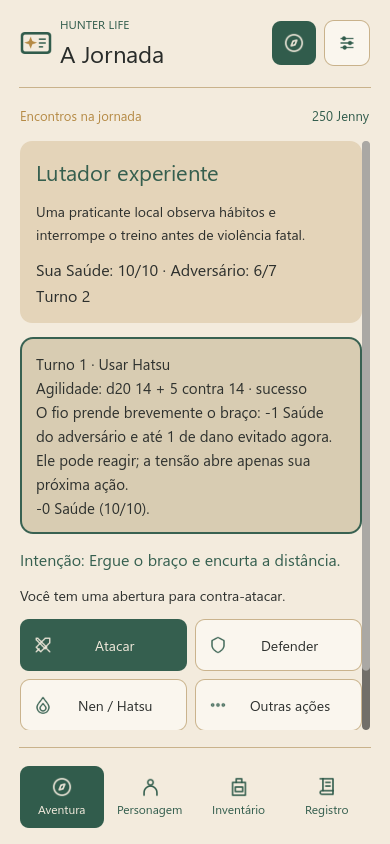 HUNTER LIFE
A Jornada
Encontros na jornada
250 Jenny
Lutador experiente
Uma praticante local observa hábitos e
interrompe o treino antes de violência fatal.
Sua Saúde: 10/10 · Adversário: 6/7
Turno 2
Turno 1 · Usar Hatsu
Agilidade: d20 14 + 5 contra 14 · sucesso
O fio prende brevemente o braço: -1 Saúde
do adversário e até 1 de dano evitado agora.
Ele pode reagir; a tensão abre apenas sua
próxima ação.
-0 Saúde (10/10).
Intenção: Ergue o braço e encurta a distância.
Você tem uma abertura para contra-atacar.
Atacar
Defender
Nen / Hatsu
Outras ações
Aventura
Personagem
Inventário
Registro